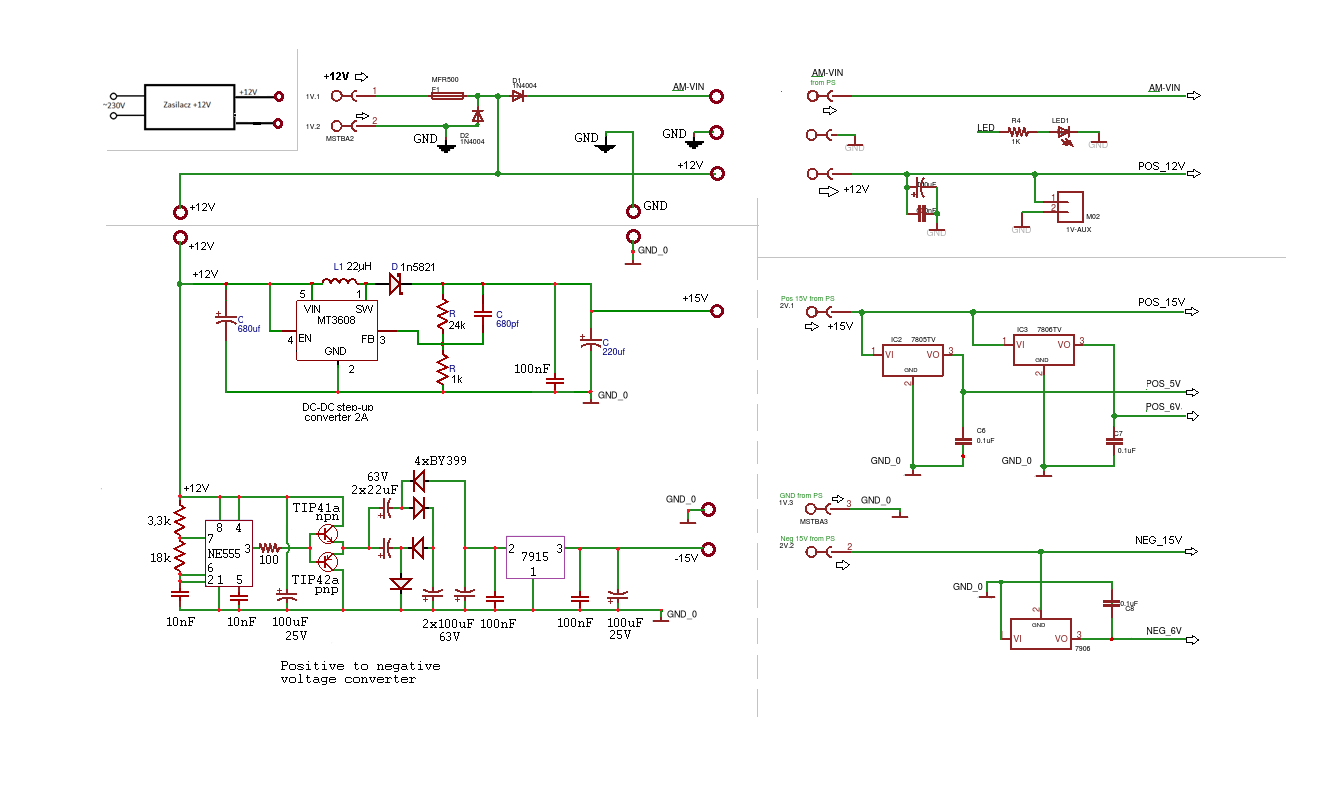 ~230V
Zasilacz +12V
+12V
+12V
1V.1
1
MFR500
F1
D1
1N4004
AM-VIN
1V.2
2
MSTBA2
GND
D2
1N4004
GND
GND
+12V
+12V
GND
AM-VIN
from PS
AM-VIN
GND
LED
R4
1K
LED1
GND
POS_12V
+12V
GND
1
2
M02
GND
1V-AUX
+12V
GND_0
+12V
L1 22µH
D 1n5821
5
1
VIN
SW
MT3608
4
EN
FB
3
GND
2
C
680uf
R
24k
C
680pf
R
1k
100nF
C
220uf
+15V
GND_0
DC-DC step-up
converter 2A
Pos 15V from PS
2V.1
+15V
POS_15V
IC2
7805TV
1
VI
VO
3
GND
2
IC3
7806TV
1
VI
VO
3
GND
2
POS_5V
POS_6V
C6
0.1uF
C7
0.1uF
GND_0
GND_0
+12V
3,3k
18k
8
4
7
3
NE555
6
2
1
5
100
TIP41a
npn
TIP42a
pnp
63V
2x22uF
4xBY399
2
3
7915
1
GND_0
-15V
10nF
10nF
100uF
25V
2x100uF
63V
100nF
100nF
100uF
25V
GND_0
Positive to negative
voltage converter
GND from PS
1V.3
3
GND_0
MSTBA3
Neg 15V from PS
2V.2
2
NEG_15V
GND_0
2
GND
1
VI
VO
3
7906
0.1uF
C8
NEG_6V